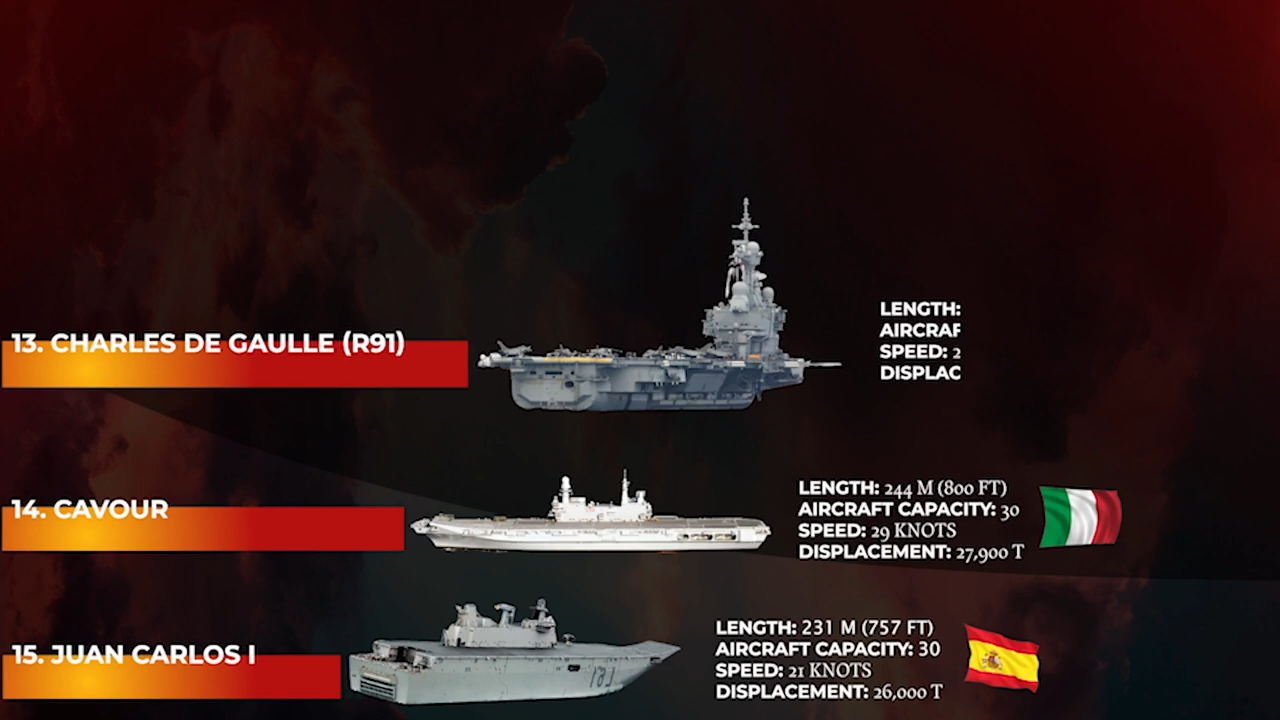 13. CHARLES DE GAULLE (R91)
LENGTH:
AIRCRAF
SPEED: 2
DISPLAC
14. CAVOUR
LENGTH: 244 M (800 FT)
AIRCRAFT CAPACITY: 30
SPEED: 29 KNOTS
DISPLACEMENT: 27,900 T
15. JUAN CARLOS I
LENGTH: 231 M (757 FT)
AIRCRAFT CAPACITY: 30
SPEED: 21 KNOTS
DISPLACEMENT: 26,000 T